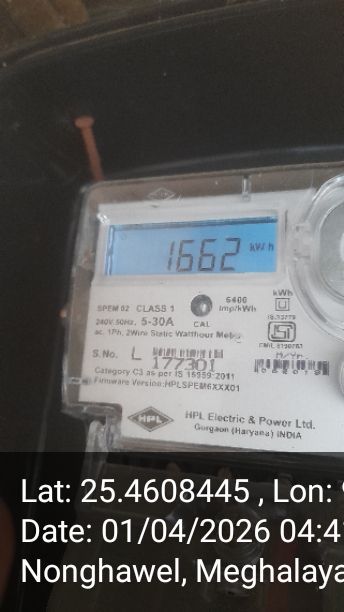 1662 kWh
SPEM 02 CLASS 1
240V, 50Hz, 5-30A
ac, 1Ph, 2Wire Static Watthour Meter
CAL
6400
imp/kWh
kWh
S.No. L 177301
Category C3 as per IS 15959:2011
Firmware Version:HPLSPEM6XXX01
HPL
HPL Electric & Power Ltd.
Gurgaon (Haryana) INDIA
Lat: 25.4608445 , Lon:
Date: 01/04/2026 04:4
Nonghawel, Meghalaya